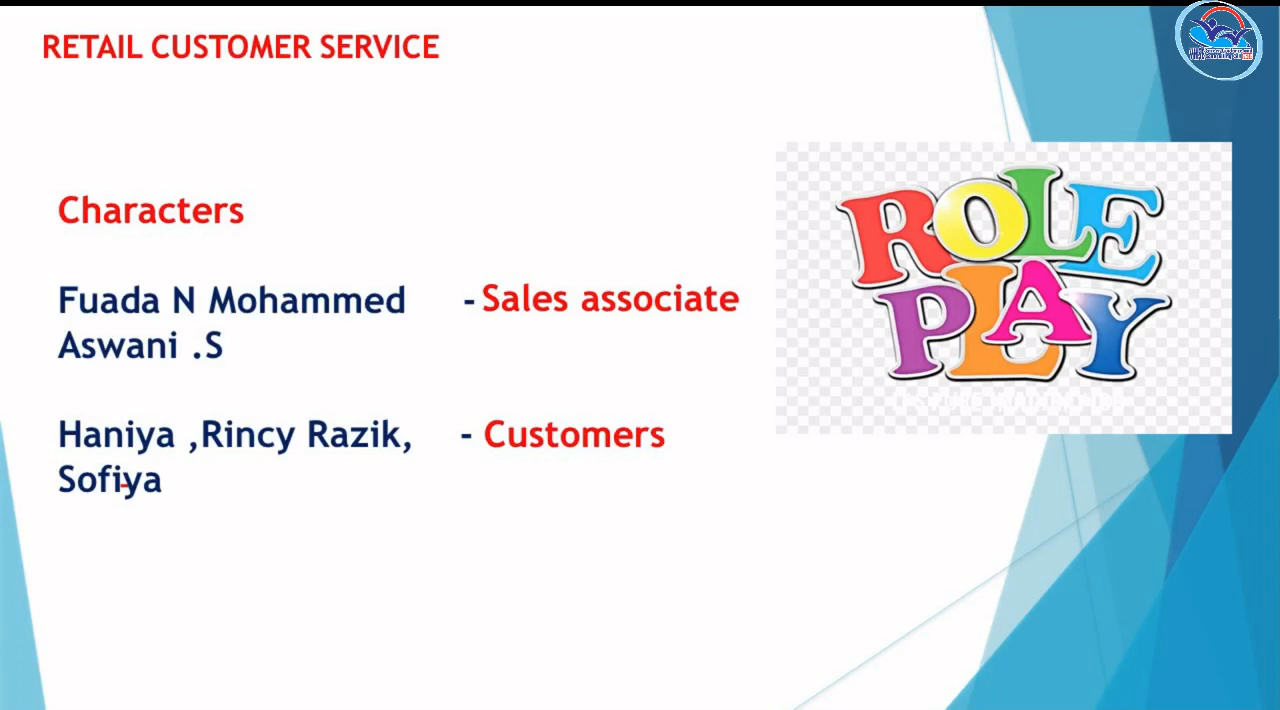 RETAIL CUSTOMER SERVICE
Characters
Fuada N Mohammed - Sales associate
Aswani .S
Haniya ,Rincy Razik, - Customers
Sofiya
ROLE
PLAY